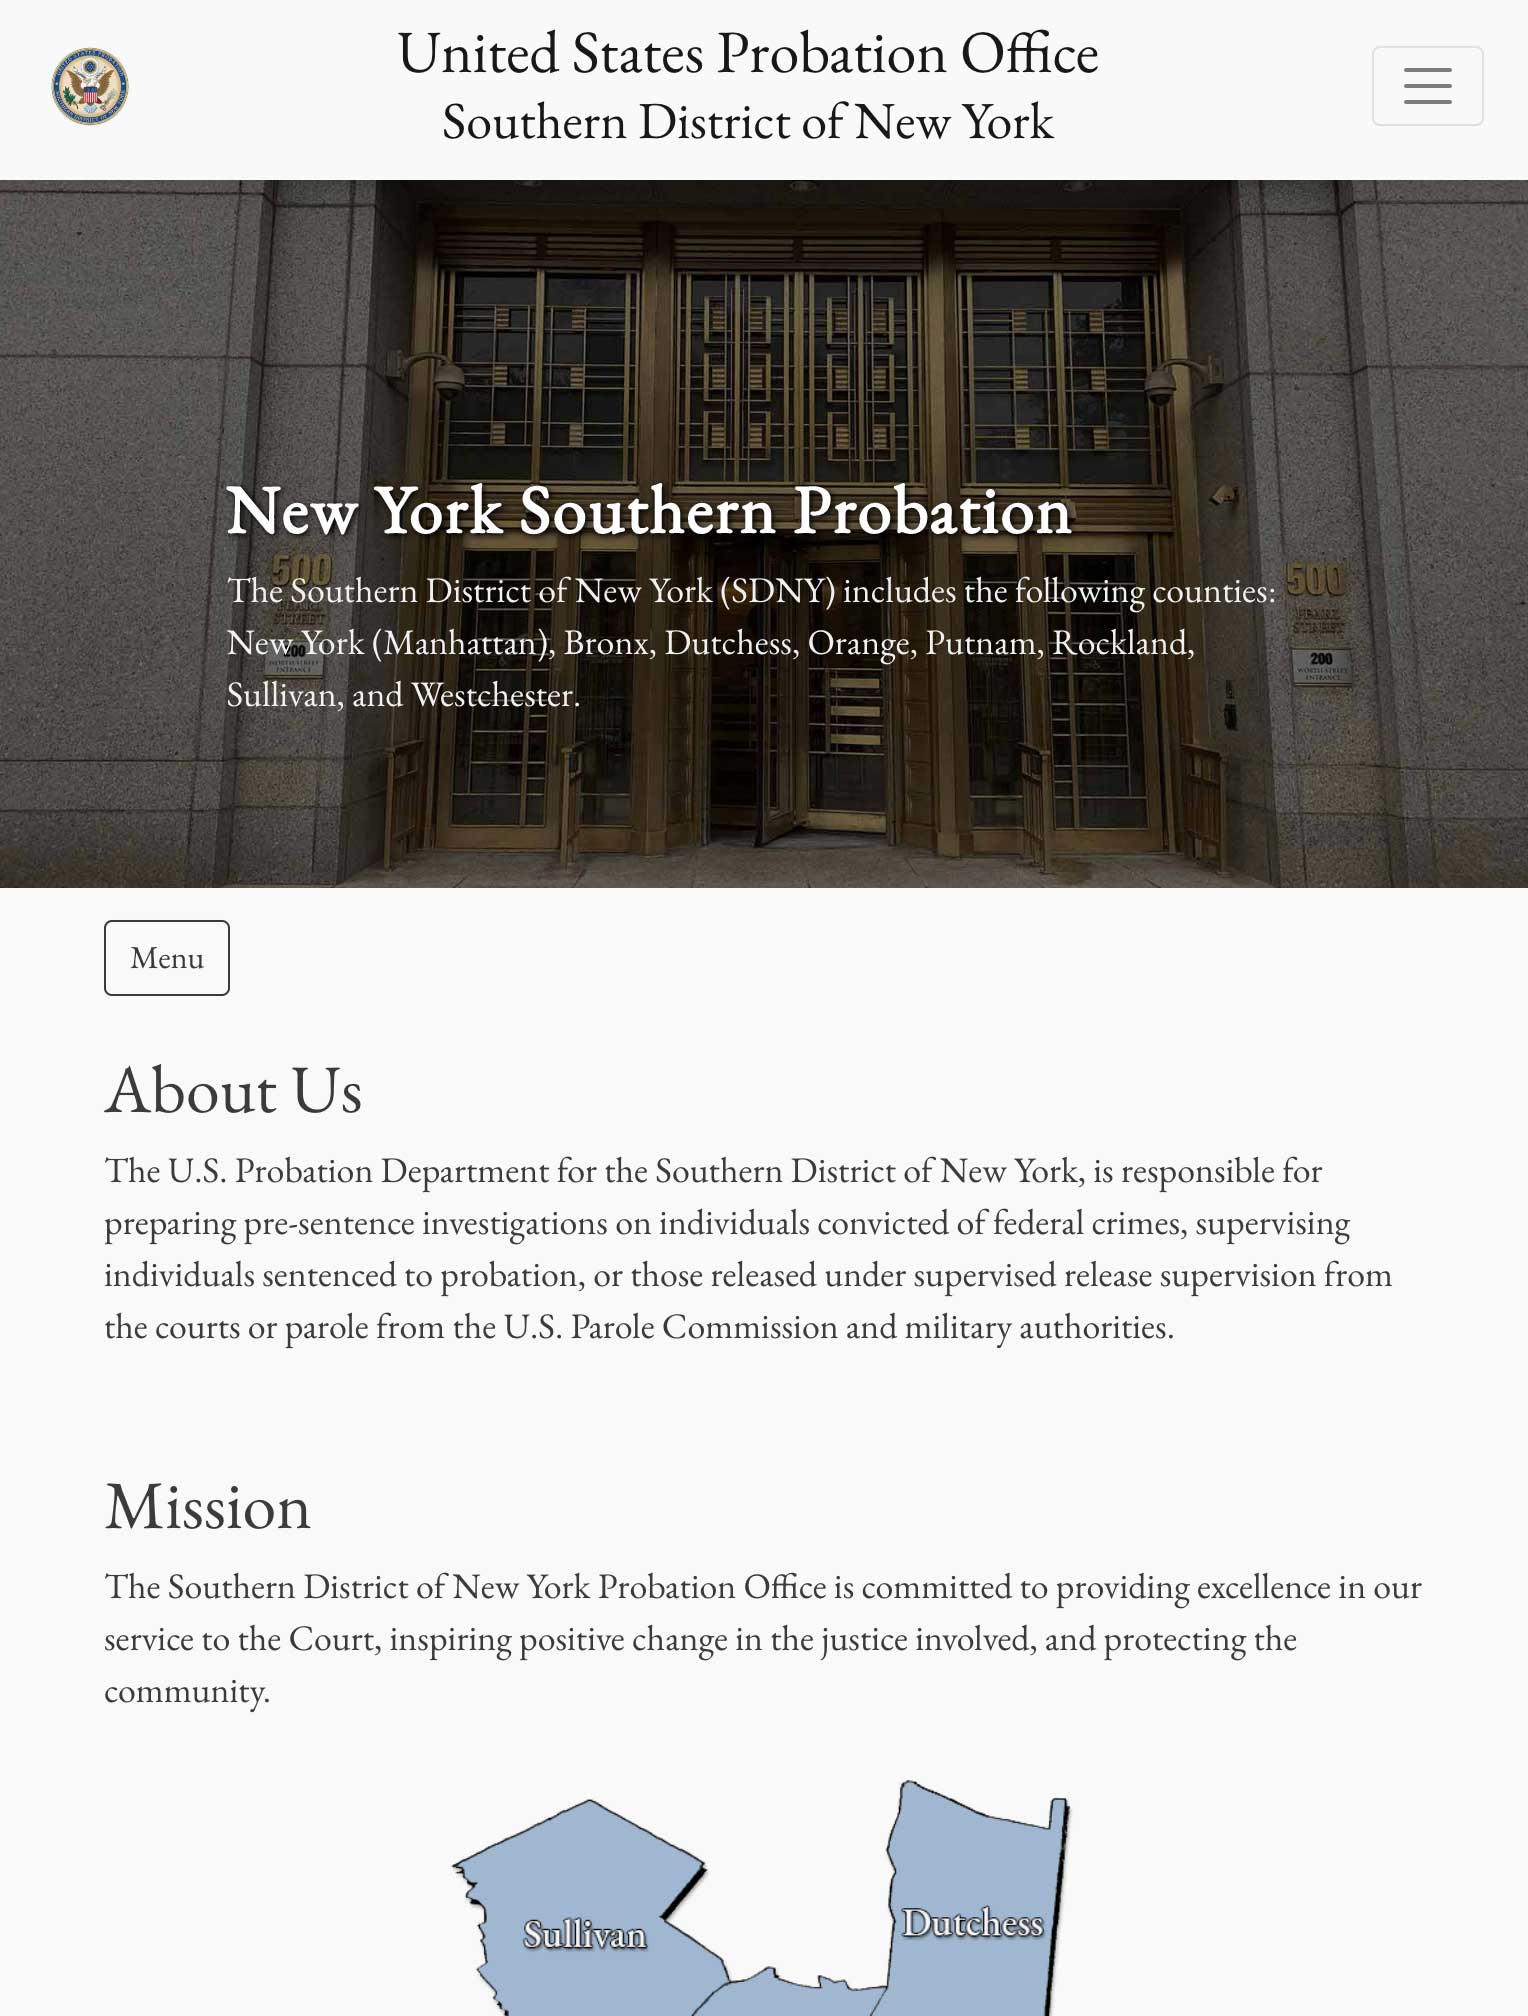 United States Probation Office
Southern District of New York
New York Southern Probation
The Southern District of New York (SDNY) includes the following counties:
New York (Manhattan), Bronx, Dutchess, Orange, Putnam, Rockland,
Sullivan, and Westchester.
500
PEARL
STREET
200
WORTH STREET
ENTRANCE
500
PEARL
STREET
200
WORTH STREET
ENTRANCE
Menu
About Us
The U.S. Probation Department for the Southern District of New York, is responsible for
preparing pre-sentence investigations on individuals convicted of federal crimes, supervising
individuals sentenced to probation, or those released under supervised release supervision from
the courts or parole from the U.S. Parole Commission and military authorities.
Mission
The Southern District of New York Probation Office is committed to providing excellence in our
service to the Court, inspiring positive change in the justice involved, and protecting the
community.
Sullivan
Dutchess